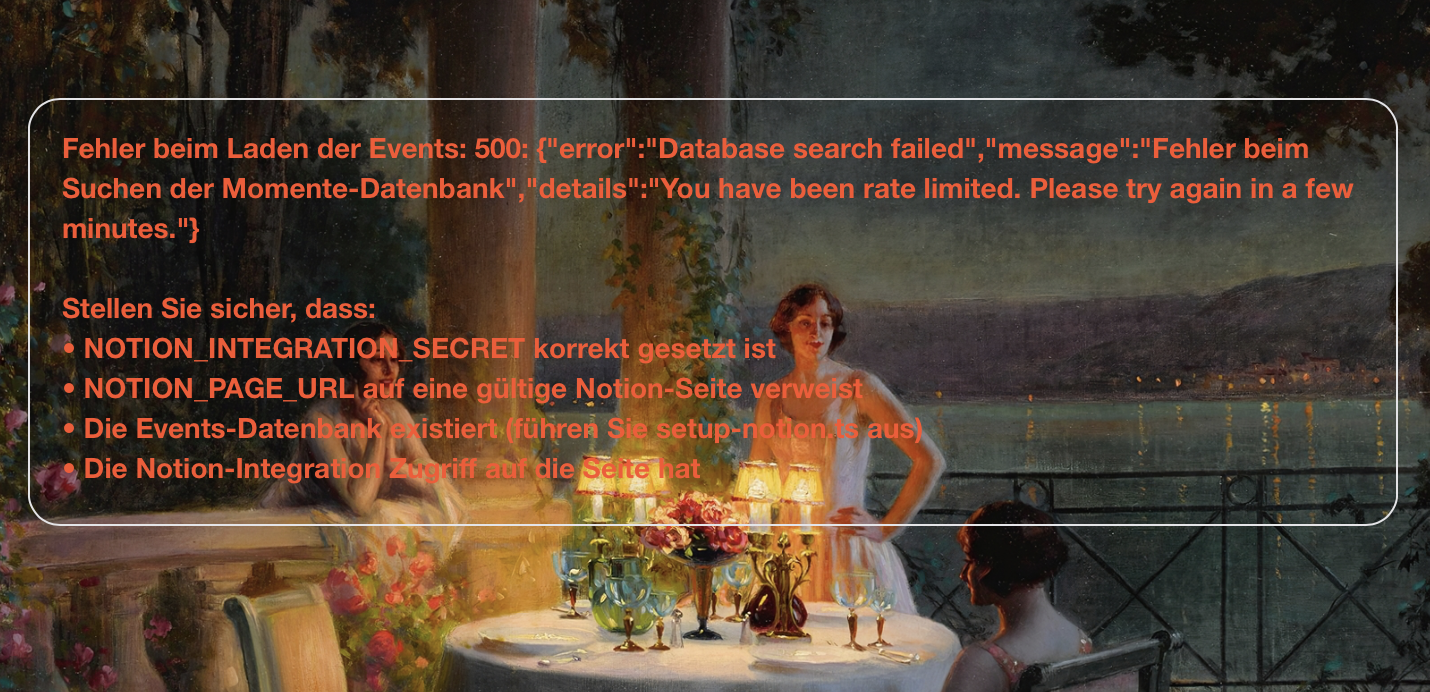 Fehler beim Laden der Events: 500: {"error":"Database search failed","message":"Fehler beim
Suchen der Momente-Datenbank","details":"You have been rate limited. Please try again in a few
minutes."}
Stellen Sie sicher, dass:
• NOTION_INTEGRATION_SECRET korrekt gesetzt ist
• NOTION_PAGE_URL auf eine gültige Notion-Seite verweist
• Die Events-Datenbank existiert (führen Sie setup-notion.ts aus)
• Die Notion-Integration Zugriff auf die Seite hat